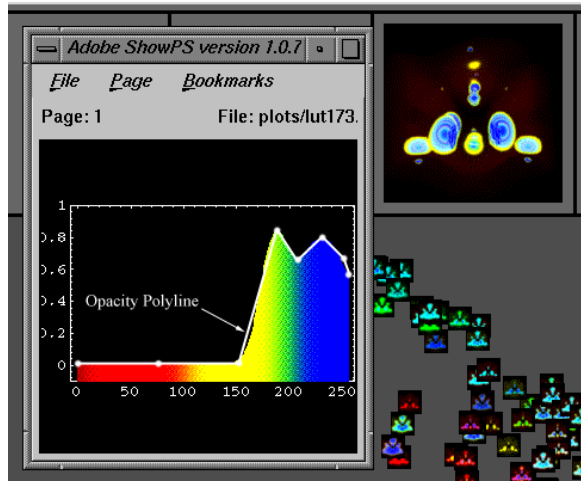 Adobe ShowPS version 1.0.7
File Page Bookmarks
Page: 1 File: plots/lut173.
1
0.8
0.6
0.4
0.2
0
Opacity Polyline
0 50 100 150 200 250